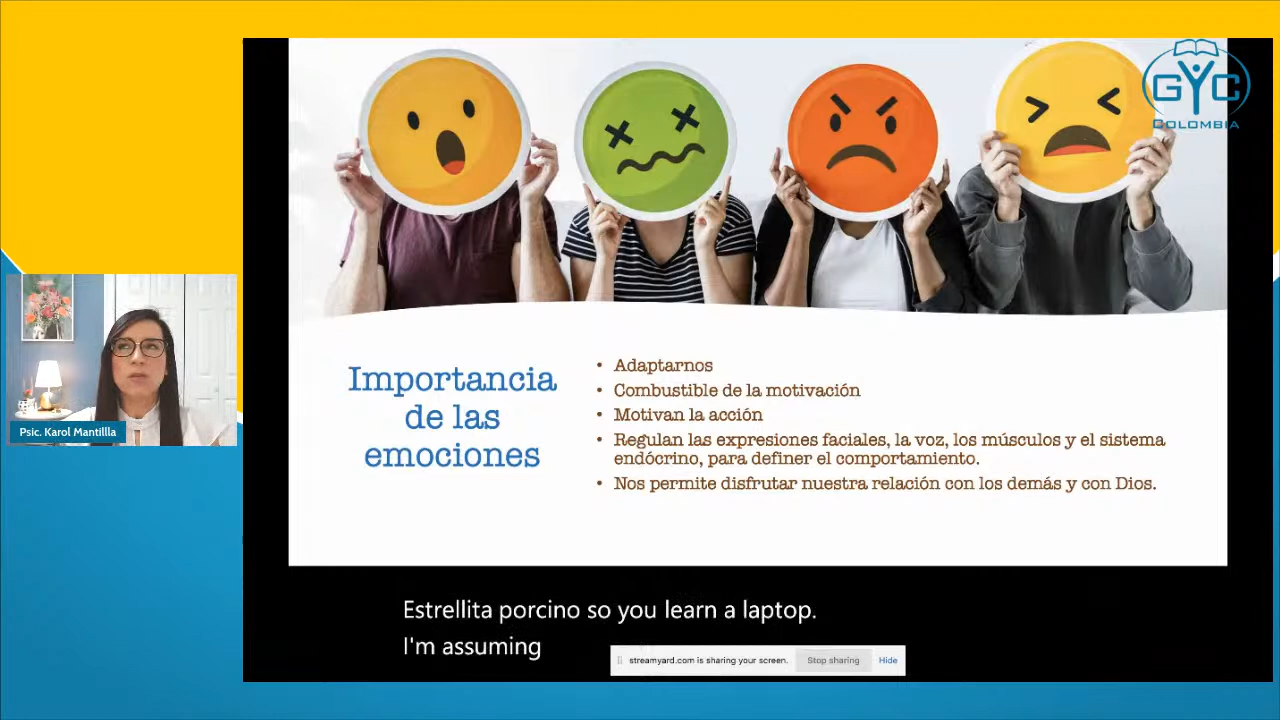 GYC
COLOMBIA
Importancia
de las
emociones
• Adaptarnos
• Combustible de la motivación
• Motivan la acción
• Regulan las expresiones faciales, la voz, los músculos y el sistema
endócrino, para definer el comportamiento.
• Nos permite disfrutar nuestra relación con los demás y con Dios.
Psic. Karol Mantillla
Estrellita porcino so you learn a laptop.
I'm assuming
streamyard.com is sharing your screen.
Stop sharing
Hide